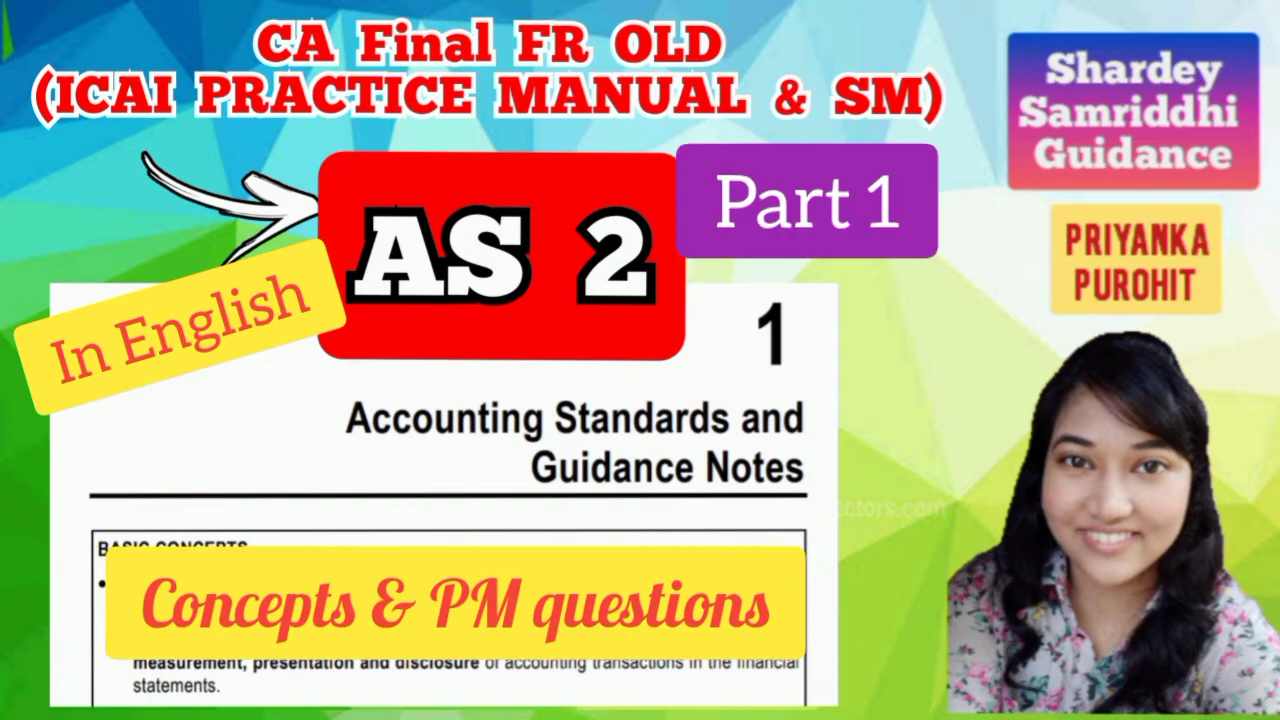 CA Final FR OLD
(ICAI PRACTICE MANUAL & SM)
Shardey
Samriddhi
Guidance
AS 2
Part 1
PRIYANKA
PUROHIT
In English
1
Accounting Standards and
Guidance Notes
BASIC CONCEPTS
Concepts & PM questions
measurement, presentation and disclosure of accounting transactions in the financial
statements.